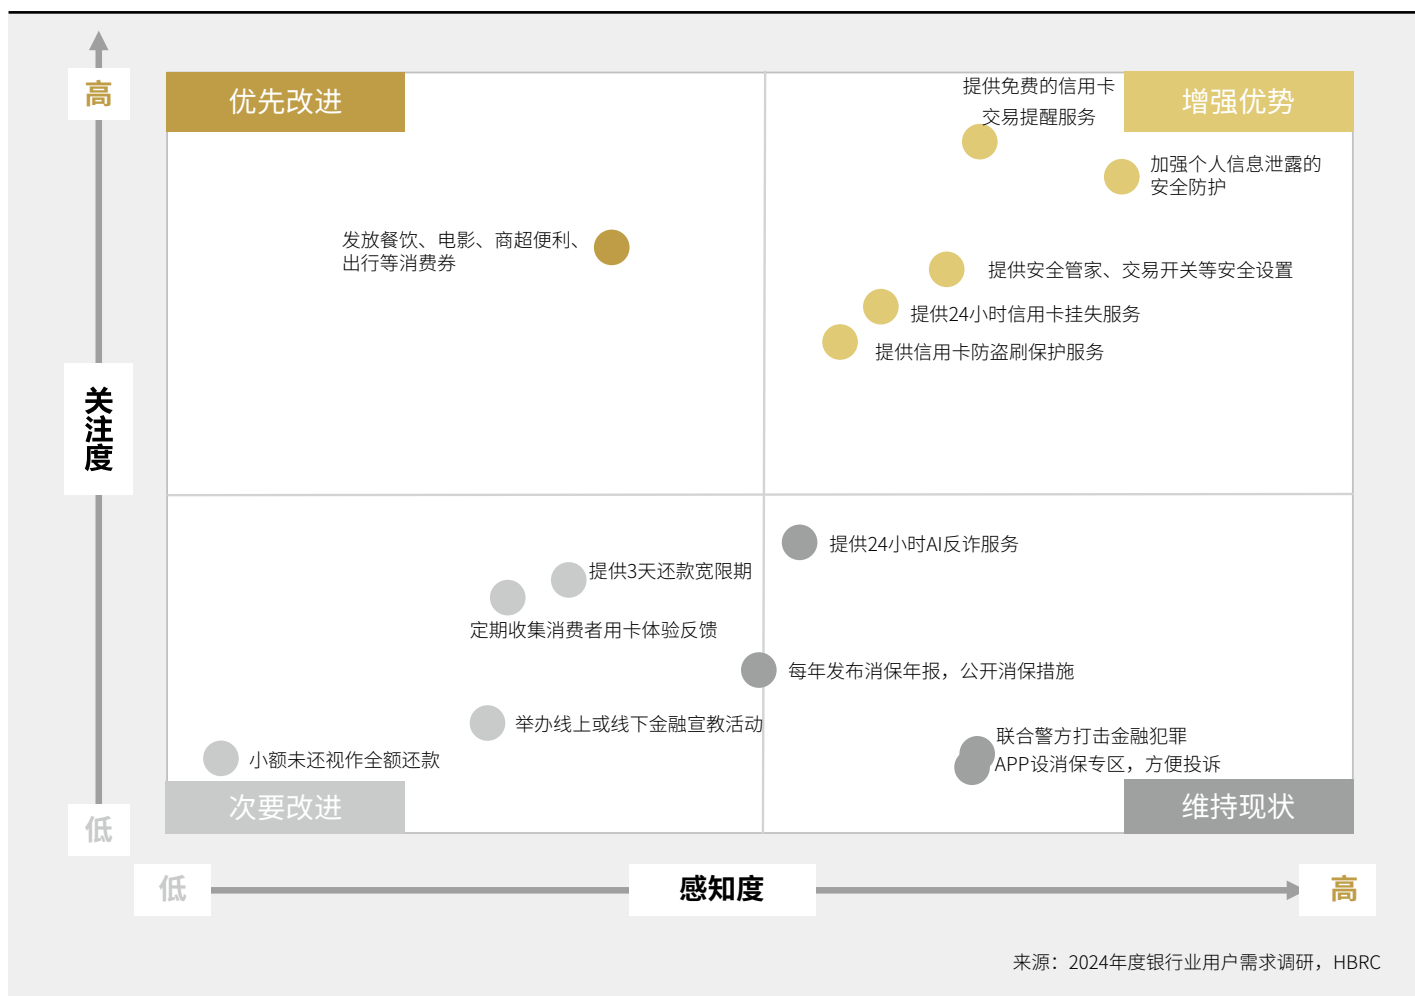 高
优先改进
提供免费的信用卡
交易提醒服务
增强优势
加强个人信息泄露的
安全防护
发放餐饮、电影、商超便利、
出行等消费券
提供安全管家、交易开关等安全设置
提供24小时信用卡挂失服务
提供信用卡防盗刷保护服务
关注度
提供24小时AI反诈服务
提供3天还款宽限期
定期收集消费者用卡体验反馈
每年发布消保年报，公开消保措施
举办线上或线下金融宣教活动
联合警方打击金融犯罪
小额未还视作全额还款
APP设消保专区，方便投诉
次要改进
维持现状
低
低
感知度
高
来源：2024年度银行业用户需求调研，HBRC